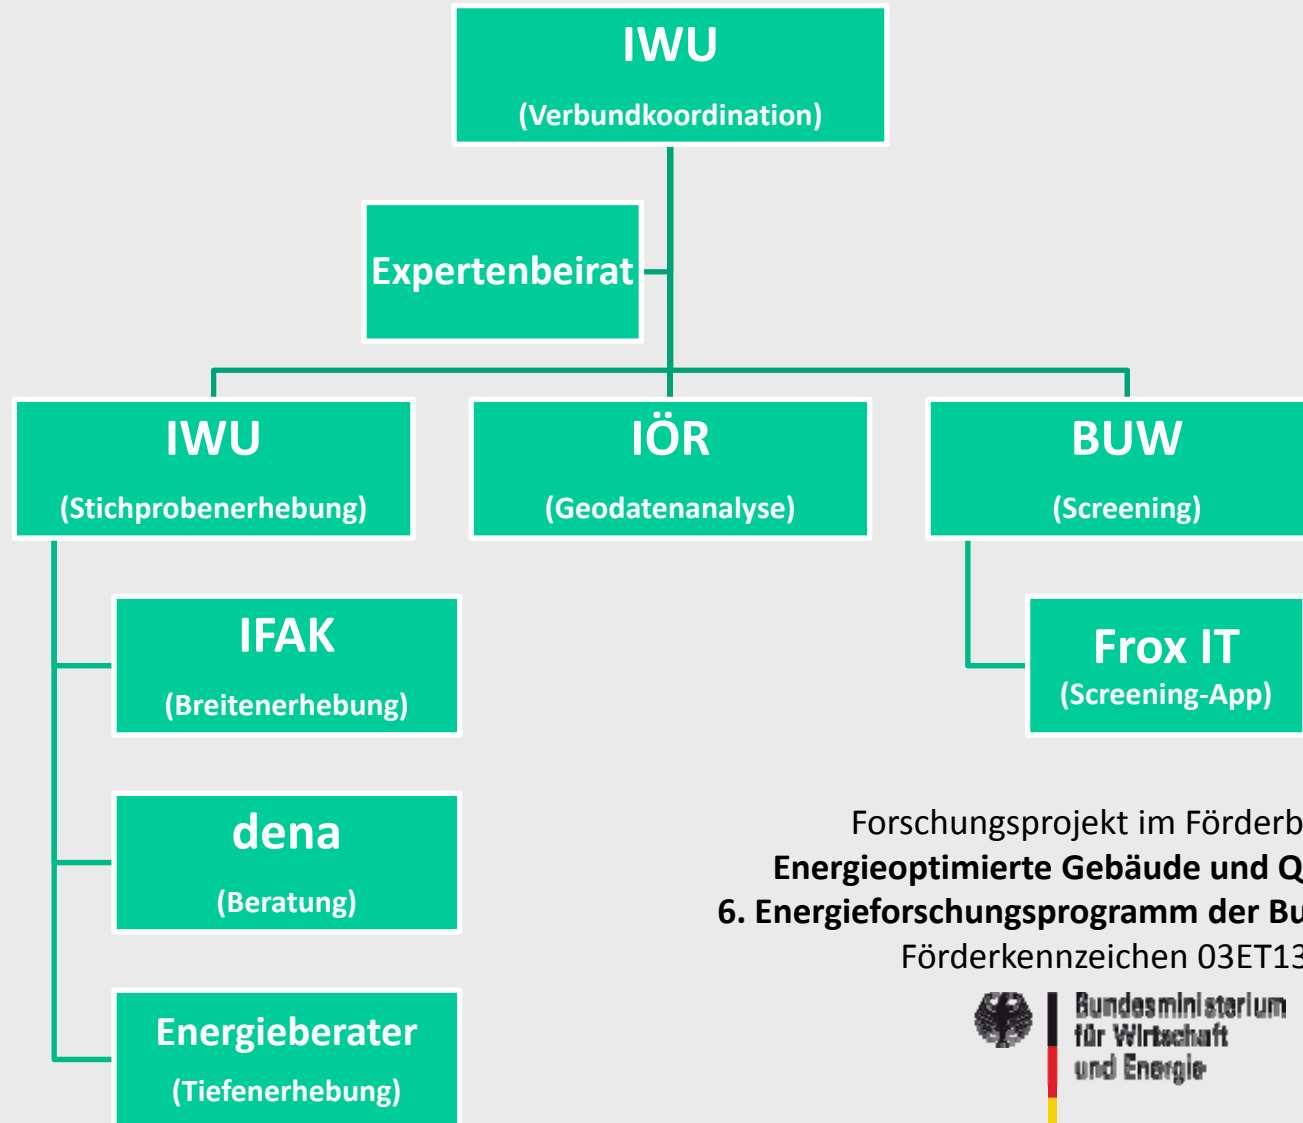 IWU
(Verbundkoordination)
Expertenbeirat
IWU
(Stichprobenerhebung)
IÖR
(Geodatenanalyse)
BUW
(Screening)
IFAK
(Breitenerhebung)
Frox IT
(Screening-App)
dena
(Beratung)
Energieberater
(Tiefenerhebung)
Forschungsprojekt im Förderb
Energieoptimierte Gebäude und Q
6. Energieforschungsprogramm der Bu
Förderkennzeichen 03ET13
Bundesministerium
für Wirtschaft
und Energie